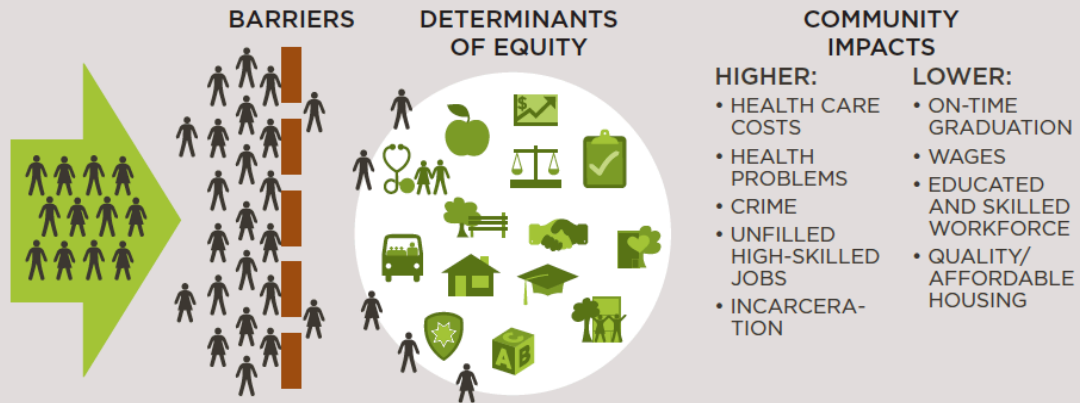 BARRIERS
DETERMINANTS
OF EQUITY
$
A B C
COMMUNITY
IMPACTS
HIGHER:
• HEALTH CARE
COSTS
• HEALTH
PROBLEMS
• CRIME
• UNFILLED
HIGH-SKILLED
JOBS
• INCARCERA-
TION
LOWER:
• ON-TIME
GRADUATION
• WAGES
• EDUCATED
AND SKILLED
WORKFORCE
• QUALITY/
AFFORDABLE
HOUSING